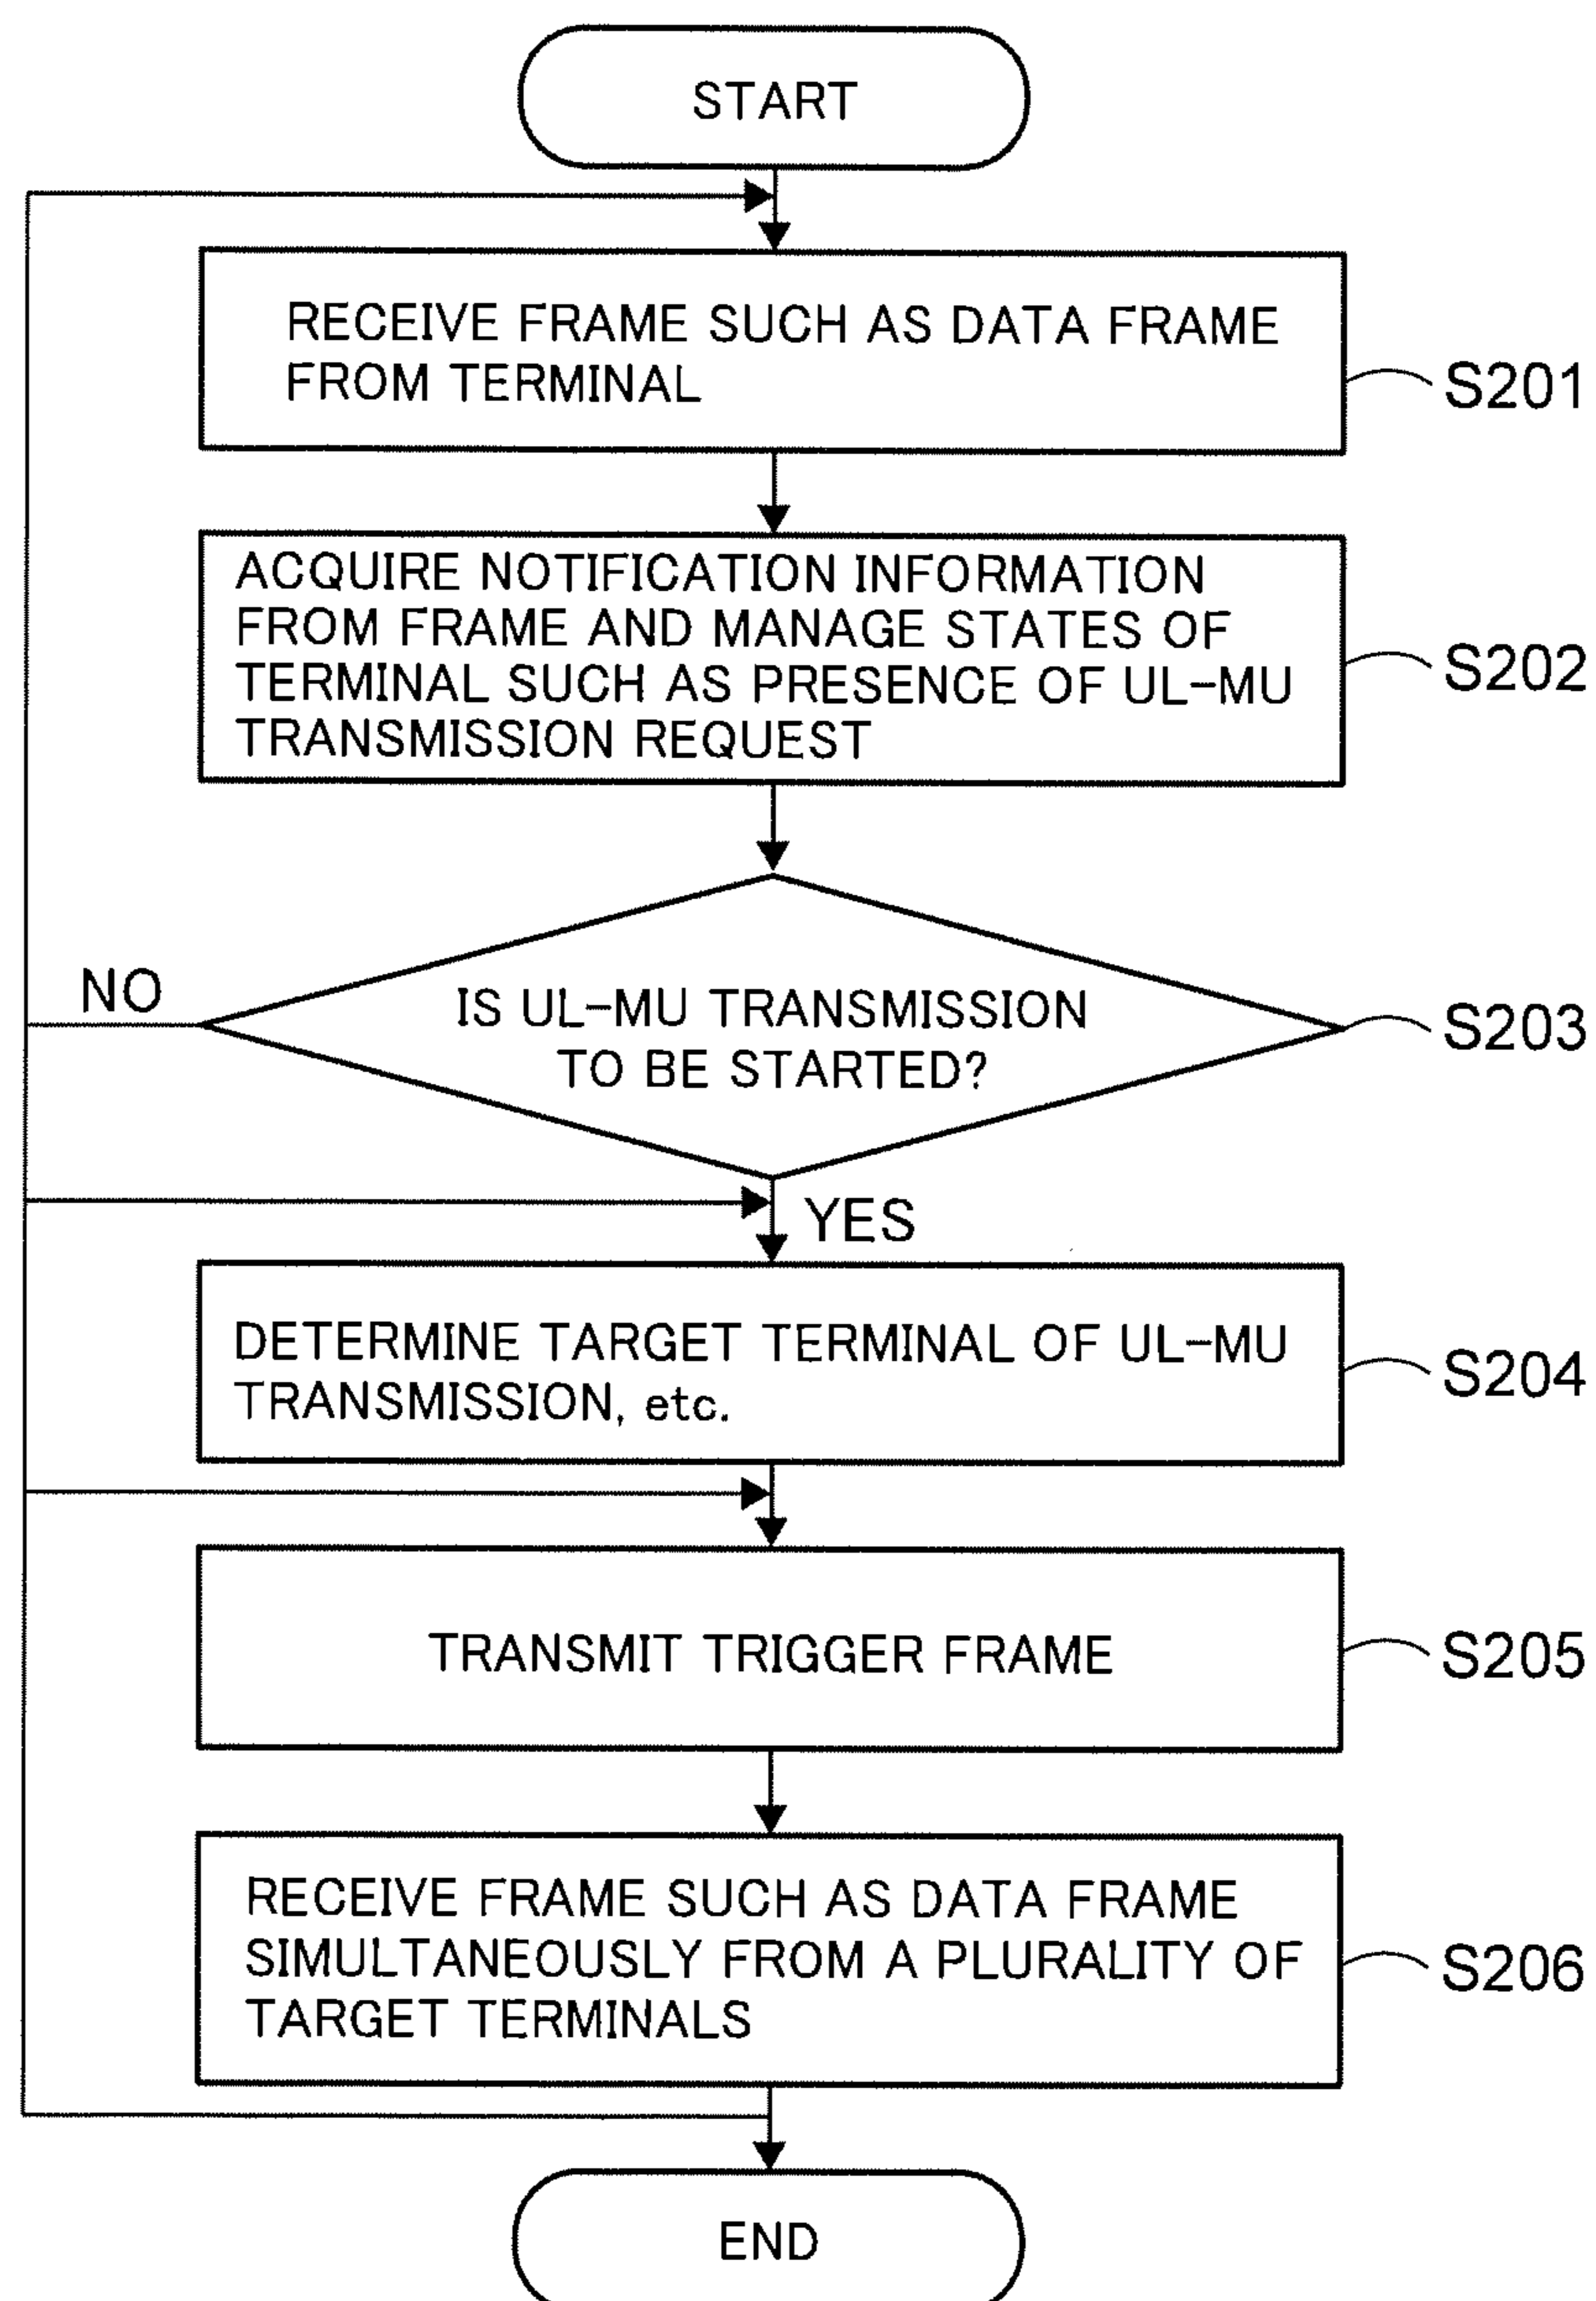 START
RECEIVE FRAME SUCH AS DATA FRAME
FROM TERMINAL
S201
ACQUIRE NOTIFICATION INFORMATION
FROM FRAME AND MANAGE STATES OF
TERMINAL SUCH AS PRESENCE OF UL-MU
TRANSMISSION REQUEST
S202
NO
IS UL-MU TRANSMISSION
TO BE STARTED?
S203
YES
DETERMINE TARGET TERMINAL OF UL-MU
TRANSMISSION, etc.
S204
TRANSMIT TRIGGER FRAME
S205
RECEIVE FRAME SUCH AS DATA FRAME
SIMULTANEOUSLY FROM A PLURALITY OF
TARGET TERMINALS
S206
END